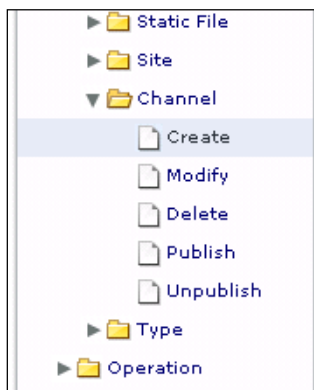 Static File
Site
Channel
Create
Modify
Delete
Publish
Unpublish
Type
Operation